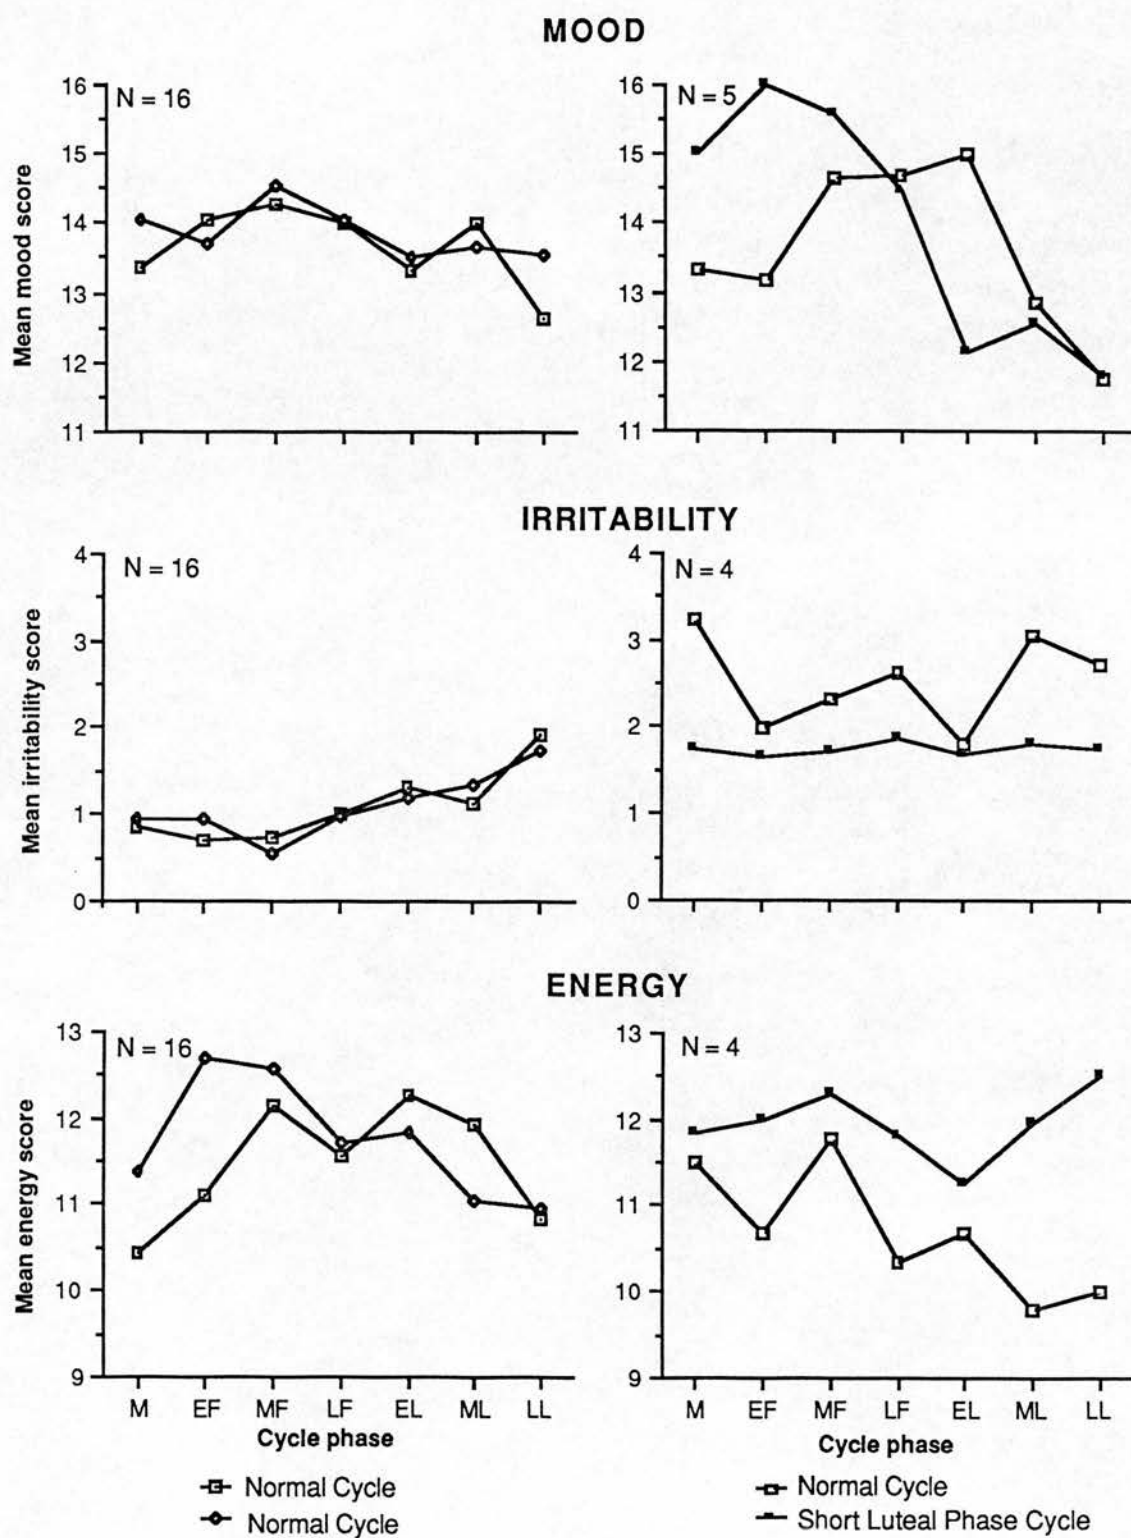 MOOD
N = 16
N = 5
16
15
14
13
12
11
Mean mood score
16
15
14
13
12
11
IRRITABILITY
N = 16
N = 4
4
3
2
1
0
Mean irritability score
4
3
2
1
0
ENERGY
N = 16
N = 4
13
12
11
10
9
Mean energy score
13
12
11
10
9
M EF MF LF EL ML LL
Cycle phase
M EF MF LF EL ML LL
Cycle phase
Normal Cycle
Normal Cycle
Normal Cycle
Short Luteal Phase Cycle